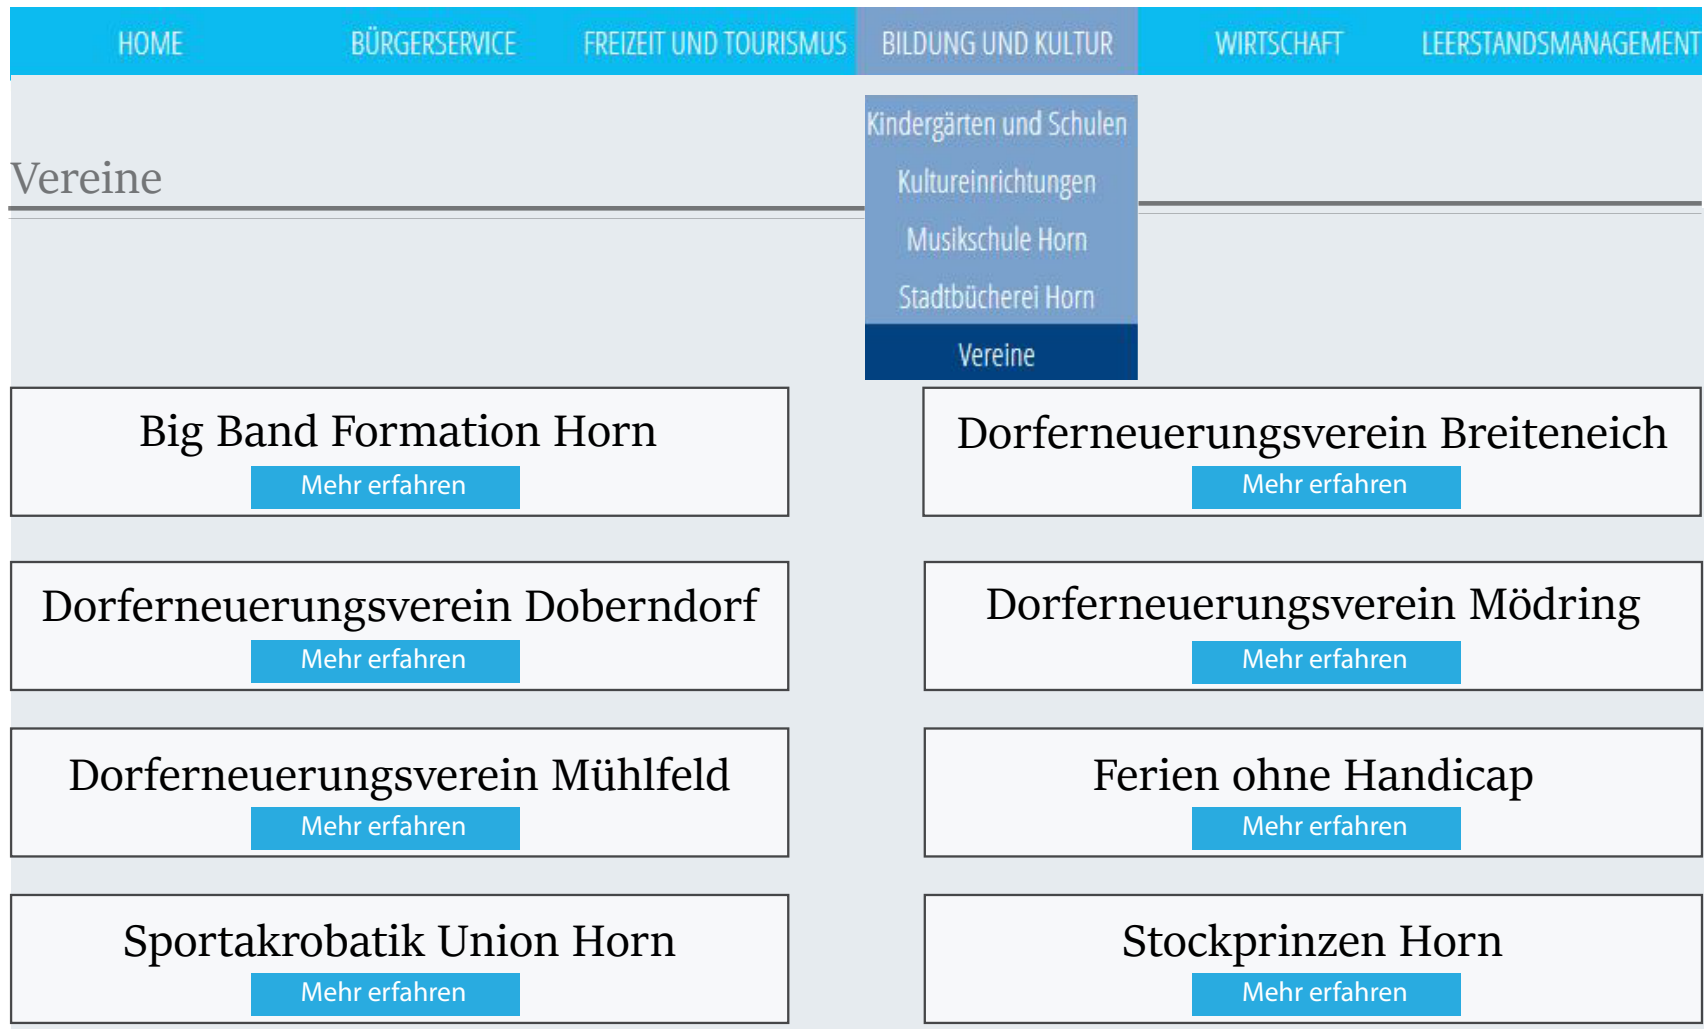 HOME BÜRGERSERVICE FREIZEIT UND TOURISMUS BILDUNG UND KULTUR WIRTSCHAFT LEERSTANDSMANAGEMENT
Kindergärten und Schulen
Kultureinrichtungen
Musikschule Horn
Stadtbücherei Horn
Vereine
Vereine
Big Band Formation Horn
Mehr erfahren
Dorferneuerungsverein Breiteneich
Mehr erfahren
Dorferneuerungsverein Doberndorf
Mehr erfahren
Dorferneuerungsverein Mödring
Mehr erfahren
Dorferneuerungsverein Mühlfeld
Mehr erfahren
Ferien ohne Handicap
Mehr erfahren
Sportakrobatik Union Horn
Mehr erfahren
Stockprinzen Horn
Mehr erfahren